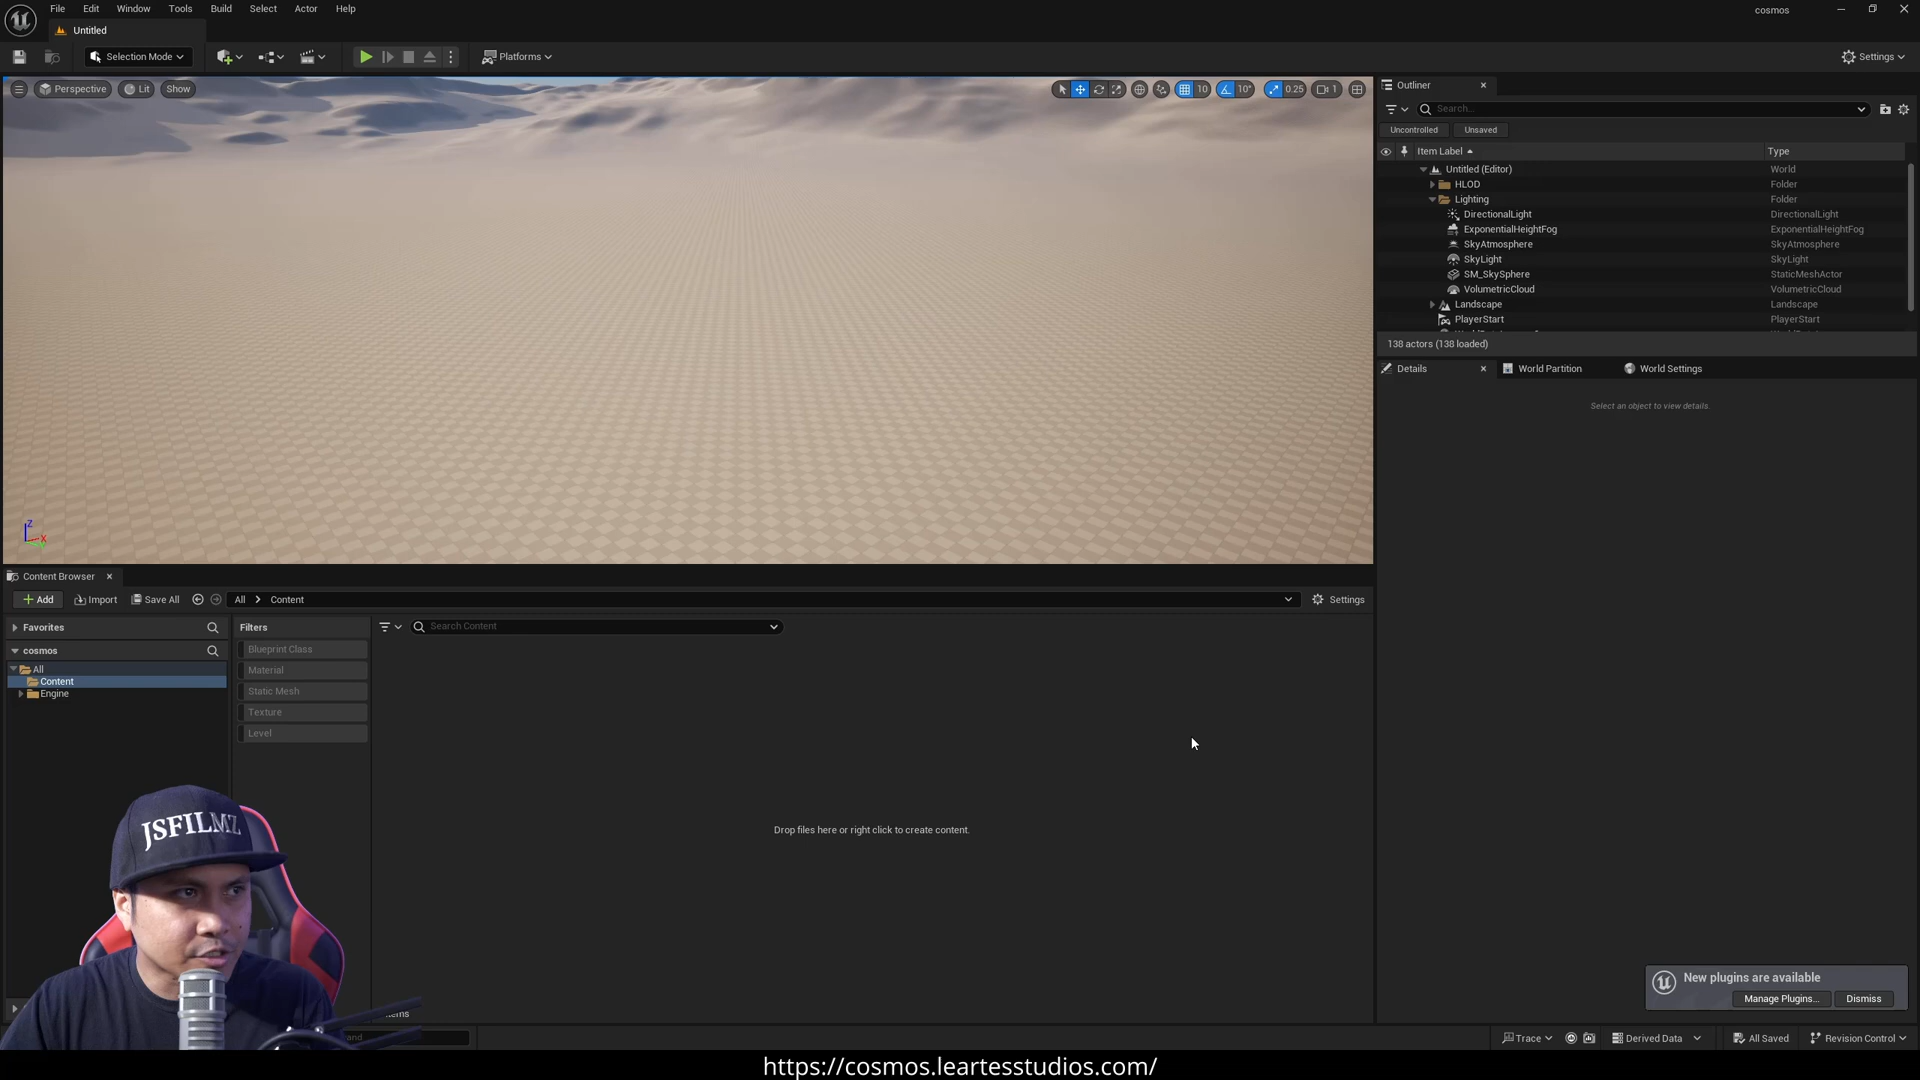 File Edit Window Tools Build Select Actor Help
cosmos
Untitled
Selection Mode
Platforms
Settings
Perspective
Lit
Show
10
10°
0.25
1
Outliner
Search...
Uncontrolled
Unsaved
Item Label
Type
Untitled (Editor) World
HLOD Folder
Lighting Folder
DirectionalLight DirectionalLight
ExponentialHeightFog ExponentialHeightFog
SkyAtmosphere SkyAtmosphere
SkyLight SkyLight
SM_SkySphere StaticMeshActor
VolumetricCloud VolumetricCloud
Landscape Landscape
PlayerStart PlayerStart
138 actors (138 loaded)
Details
World Partition
World Settings
Select an object to view details.
Z
X
Content Browser
Add
Import
Save All
All
Content
Settings
Favorites
cosmos
All
Content
Engine
Filters
Blueprint Class
Material
Static Mesh
Texture
Level
Search Content
Drop files here or right click to create content.
JSFILMZ
New plugins are available
Manage Plugins...
Dismiss
Trace
Derived Data
All Saved
Revision Control
https://cosmos.leartesstudios.com/